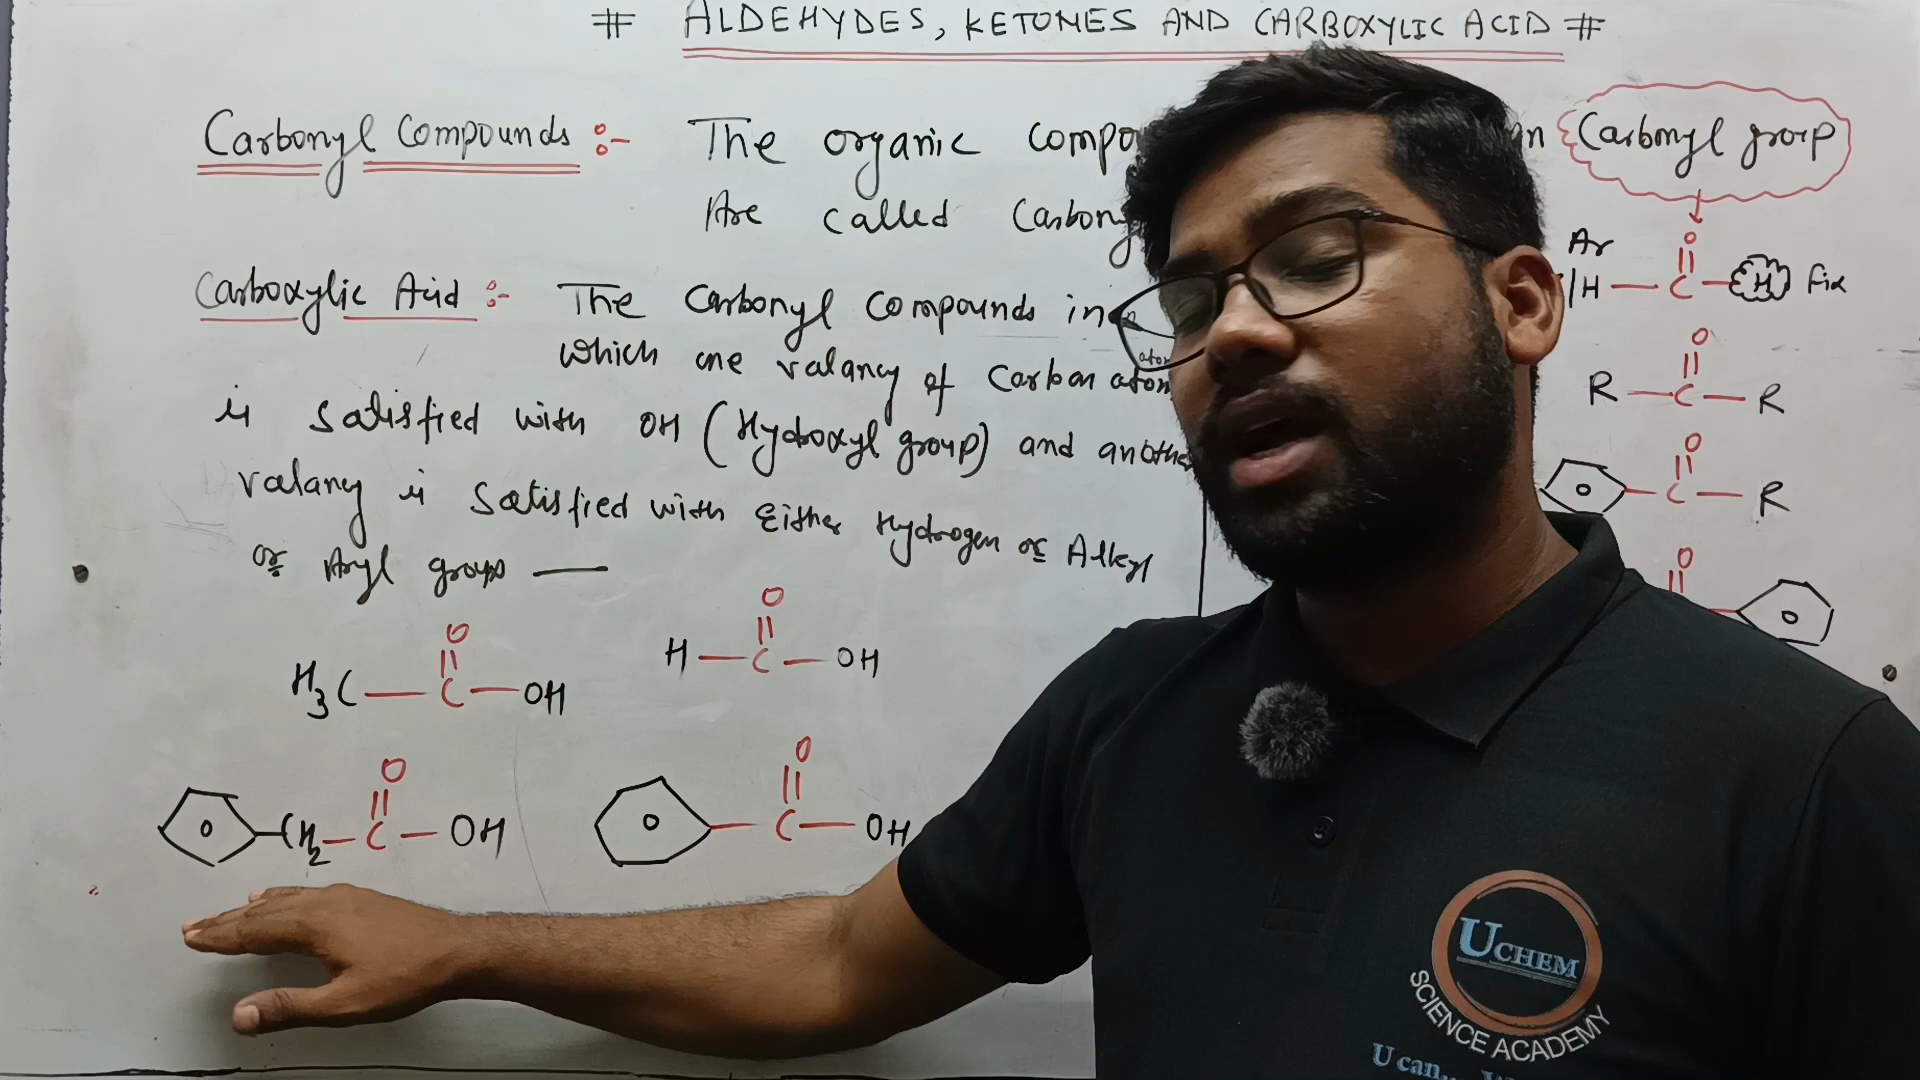 # ALDEHYDES, KETONES AND CARBOXYLIC ACID #
Carbonyl Compounds :- The organic compo
Carbonyl group
Are called Carbony
Carboxylic Acid :- The Carbonyl Compounds in
which one valancy of Carbon atom
is Satisfied with OH (Hydroxyl group) and another
valancy is Satisfied with Either Hydrogen or Alkyl
or Aryl groups —
Ar
/H — C — H Fix
O
||
R — C — R
O
||
C — R
O
||
O
||
H3C — C — OH
O
||
H — C — OH
O
||
CH2 — C — OH
O
||
C — OH
O
||
UCHEM
SCIENCE ACADEMY
U can..